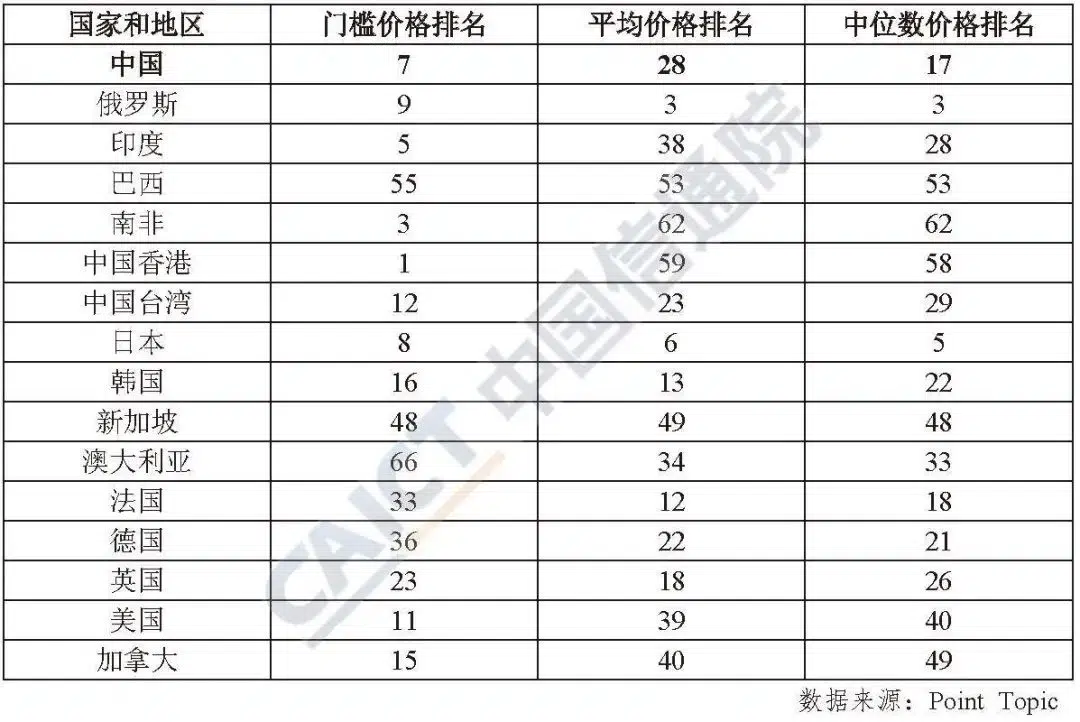 国家和地区 门槛价格排名 平均价格排名 中位数价格排名
中国 7 28 17
俄罗斯 9 3 3
印度 5 38 28
巴西 55 53 53
南非 3 62 62
中国香港 1 59 58
中国台湾 12 23 29
日本 8 6 5
韩国 16 13 22
新加坡 48 49 48
澳大利亚 66 34 33
法国 33 12 18
德国 36 22 21
英国 23 18 26
美国 11 39 40
加拿大 15 40 49
数据来源：Point Topic
CAICT 中国信通院